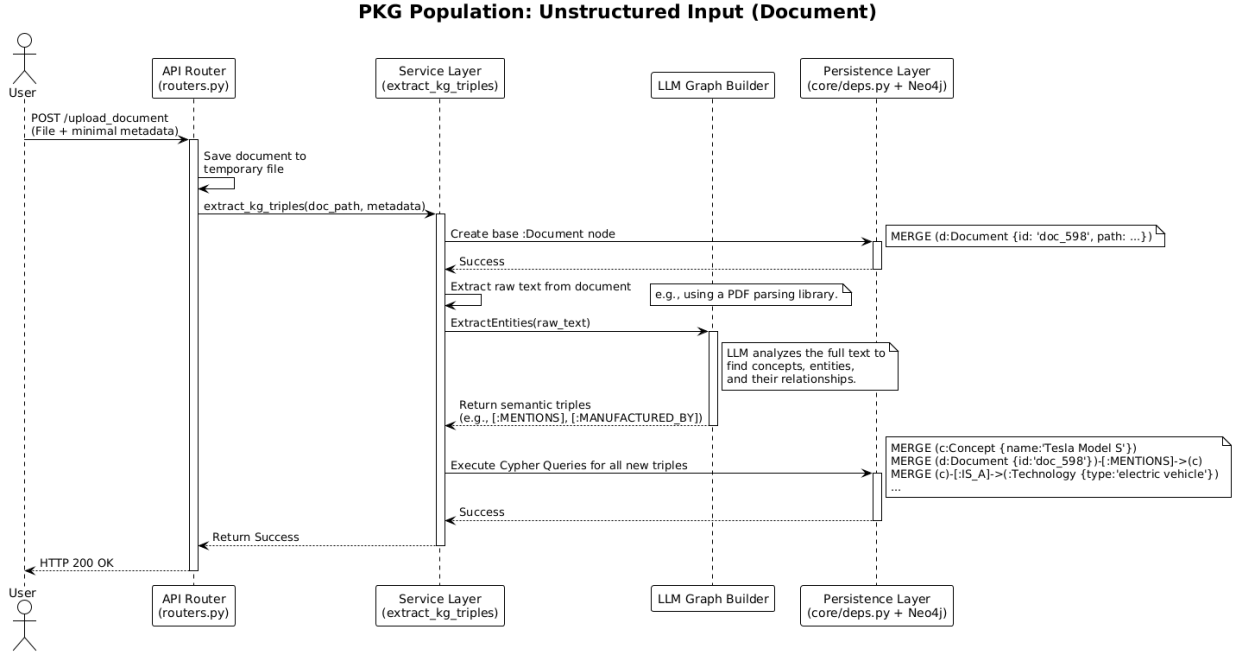 PKG Population: Unstructured Input (Document)
User
API Router
(routers.py)
Service Layer
(extract_kg_triples)
LLM Graph Builder
Persistence Layer
(core/deps.py + Neo4j)
POST /upload_document
(File + minimal metadata)
Save document to
temporary file
extract_kg_triples(doc_path, metadata)
Create base :Document node
MERGE (d:Document {id: 'doc_598', path: ...})
Success
Extract raw text from document
e.g., using a PDF parsing library.
ExtractEntities(raw_text)
LLM analyzes the full text to
find concepts, entities,
and their relationships.
Return semantic triples
(e.g., [:MENTIONS], [:MANUFACTURED_BY])
MERGE (c:Concept {name:'Tesla Model S'})
MERGE (d:Document {id:'doc_598'})-[:MENTIONS]->(c)
MERGE (c)-[:IS_A]->(:Technology {type:'electric vehicle'})
...
Execute Cypher Queries for all new triples
Success
Return Success
HTTP 200 OK
User
API Router
(routers.py)
Service Layer
(extract_kg_triples)
LLM Graph Builder
Persistence Layer
(core/deps.py + Neo4j)